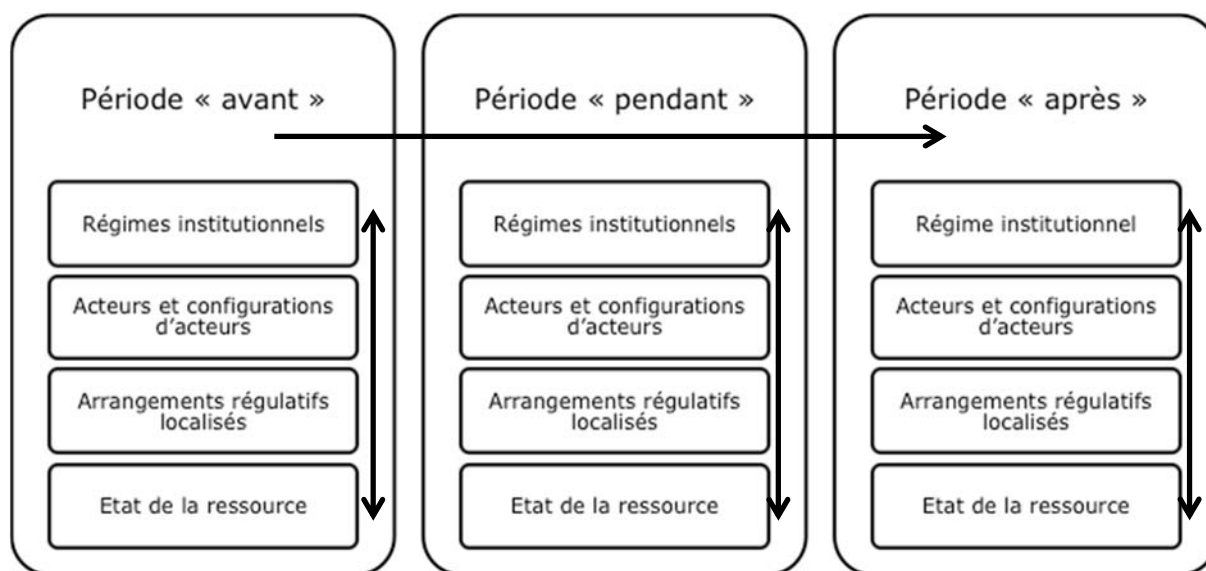 Période « avant »
Régimes institutionnels
Acteurs et configurations
d'acteurs
Arrangements régulatifs
localisés
Etat de la ressource
Période « pendant »
Régimes institutionnels
Acteurs et configurations
d'acteurs
Arrangements régulatifs
localisés
Etat de la ressource
Période « après »
Régime institutionnel
Acteurs et configurations
d'acteurs
Arrangements régulatifs
localisés
Etat de la ressource